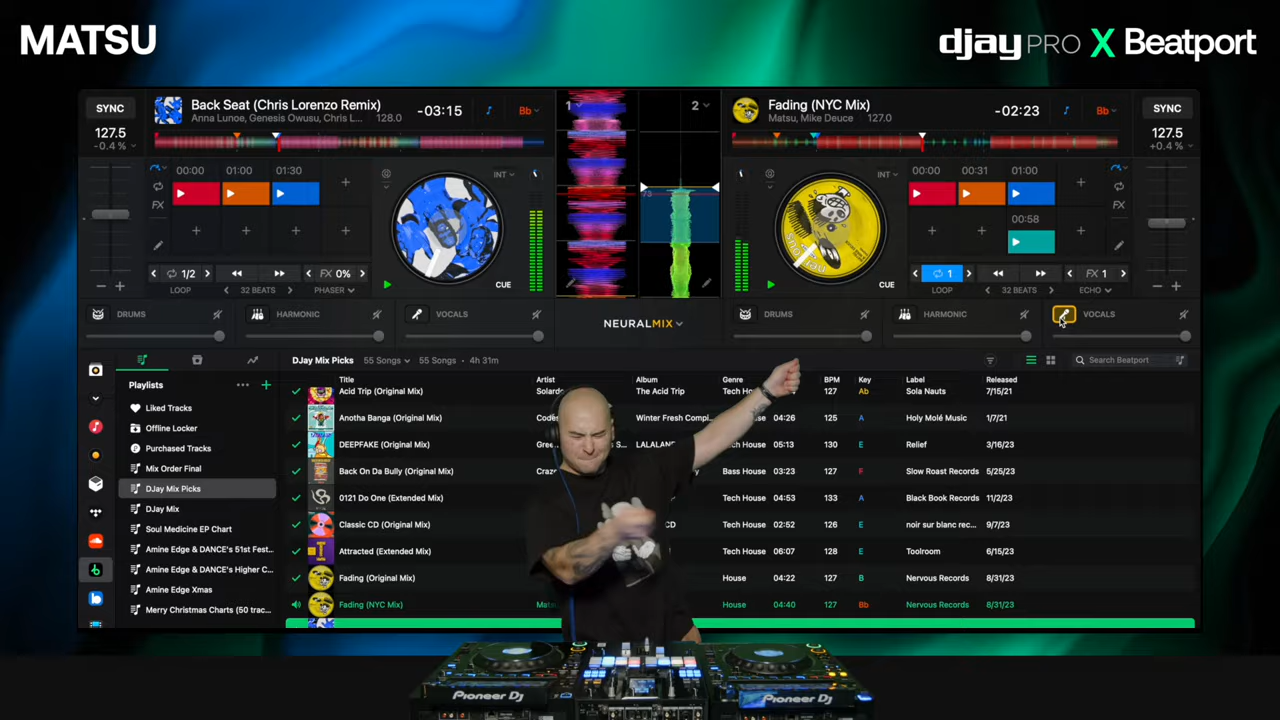 MATSU
djay PRO X Beatport
SYNC
127.5
-0.4 %
Back Seat (Chris Lorenzo Remix)
Anna Lunoe, Genesis Owusu, Chris L... 128.0
-03:15
Bb
1
2
Fading (NYC Mix)
Matsu, Mike Deuce 127.0
-02:23
Bb
SYNC
127.5
+0.4 %
00:00 01:00 01:30
FX
INT
CUE
1/2
FX 0%
LOOP
32 BEATS
PHASER
INT
CUE
00:00 00:31 01:00
00:58
FX
1
FX 1
LOOP
32 BEATS
ECHO
DRUMS
HARMONIC
VOCALS
NEURALMIX
DRUMS
HARMONIC
VOCALS
Playlists
Liked Tracks
Offline Locker
Purchased Tracks
Mix Order Final
DJay Mix Picks
DJay Mix
Soul Medicine EP Chart
Amine Edge & DANCE's 51st Fest...
Amine Edge & DANCE's Higher C...
Amine Edge Xmas
Merry Christmas Charts (50 trac...
DJay Mix Picks 55 Songs 55 Songs · 4h 31m
Search Beatport
Title Artist Album Genre BPM Key Label Released
Acid Trip (Original Mix) Solard The Acid Trip Tech Ho 127 Ab Sola Nauts 7/15/21
Anotha Banga (Original Mix) Codes Winter Fresh Compi... 04:26 125 A Holy Molé Music 1/7/21
DEEPFAKE (Original Mix) Gree S... LALALAND 05:13 130 E Relief 3/16/23
Back On Da Bully (Original Mix) Craze Bass House 03:23 127 F Slow Roast Records 5/25/23
0121 Do One (Extended Mix) Tech House 04:53 133 A Black Book Records 11/2/23
Classic CD (Original Mix) CD Tech House 02:52 126 E noir sur blanc rec... 9/7/23
Attracted (Extended Mix) Tech House 06:07 128 E Toolroom 6/15/23
Fading (Original Mix) House 04:22 127 B Nervous Records 8/31/23
Fading (NYC Mix) Mats House 04:40 127 Bb Nervous Records 8/31/23
Pioneer Dj
Pioneer Dj